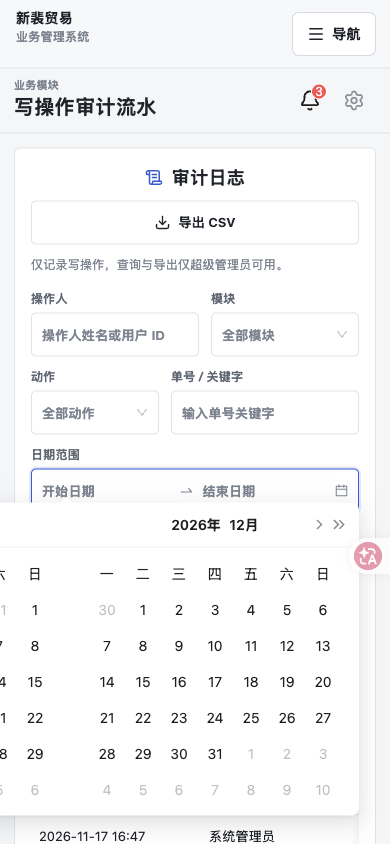 新裴贸易
业务管理系统
导航
业务模块
写操作审计流水
3
审计日志
导出 CSV
仅记录写操作，查询与导出仅超级管理员可用。
操作人 模块
操作人姓名或用户 ID 全部模块
动作 单号 / 关键字
全部动作 输入单号关键字
日期范围
开始日期 结束日期
2026年 12月
六 日 一 二 三 四 五 六 日
1 1 30 1 2 3 4 5 6
7 8 7 8 9 10 11 12 13
4 15 14 15 16 17 18 19 20
1 22 21 22 23 24 25 26 27
8 29 28 29 30 31 1 2 3
5 6 4 5 6 7 8 9 10
2026-11-17 16:47 系统管理员